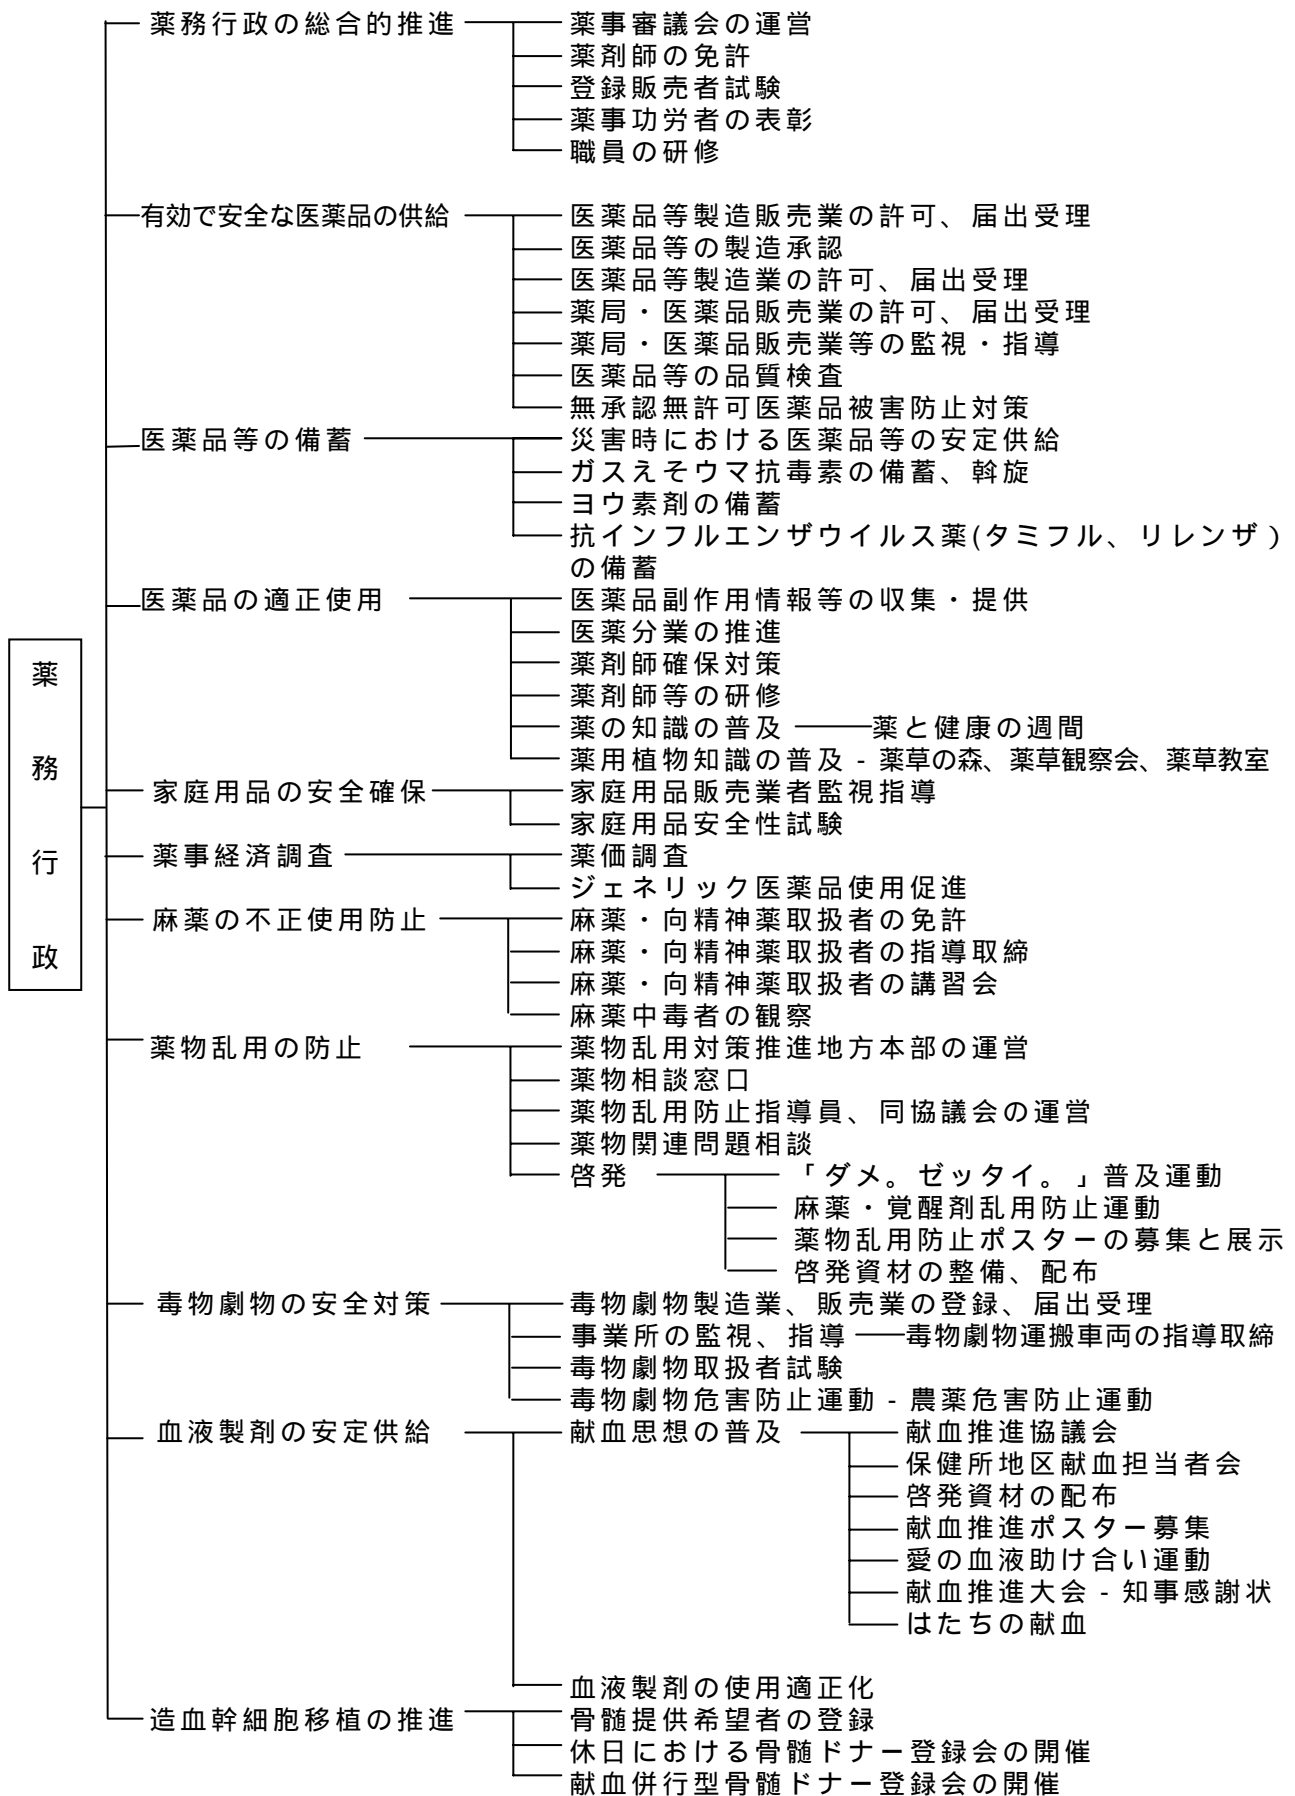 薬務行政の総合的推進 薬事審議会の運営
薬剤師の免許
登録販売者試験
薬事功労者の表彰
職員の研修
有効で安全な医薬品の供給 医薬品等製造販売業の許可、届出受理
医薬品等の製造承認
医薬品等製造業の許可、届出受理
薬局・医薬品販売業の許可、届出受理
薬局・医薬品販売業等の監視・指導
医薬品等の品質検査
無承認無許可医薬品被害防止対策
医薬品等の備蓄 災害時における医薬品等の安定供給
ガスえそウマ抗毒素の備蓄、斡旋
ヨウ素剤の備蓄
抗インフルエンザウイルス薬(タミフル、リレンザ)
の備蓄
医薬品の適正使用 医薬品副作用情報等の収集・提供
医薬分業の推進
薬剤師確保対策
薬剤師等の研修
薬の知識の普及 薬と健康の週間
薬用植物知識の普及 - 薬草の森、薬草観察会、薬草教室
薬務行政
家庭用品の安全確保 家庭用品販売業者監視指導
家庭用品安全性試験
薬事経済調査 薬価調査
ジェネリック医薬品使用促進
麻薬の不正使用防止 麻薬・向精神薬取扱者の免許
麻薬・向精神薬取扱者の指導取締
麻薬・向精神薬取扱者の講習会
麻薬中毒者の観察
薬物乱用の防止 薬物乱用対策推進地方本部の運営
薬物相談窓口
薬物乱用防止指導員、同協議会の運営
薬物関連問題相談
啓発 「ダメ。ゼッタイ。」普及運動
麻薬・覚醒剤乱用防止運動
薬物乱用防止ポスターの募集と展示
啓発資材の整備、配布
毒物劇物の安全対策 毒物劇物製造業、販売業の登録、届出受理
事業所の監視、指導 毒物劇物運搬車両の指導取締
毒物劇物取扱者試験
毒物劇物危害防止運動 - 農薬危害防止運動
血液製剤の安定供給 献血思想の普及 献血推進協議会
保健所地区献血担当者会
啓発資材の配布
献血推進ポスター募集
愛の血液助け合い運動
献血推進大会 - 知事感謝状
はたちの献血
血液製剤の使用適正化
造血幹細胞移植の推進 骨髄提供希望者の登録
休日における骨髄ドナー登録会の開催
献血併行型骨髄ドナー登録会の開催